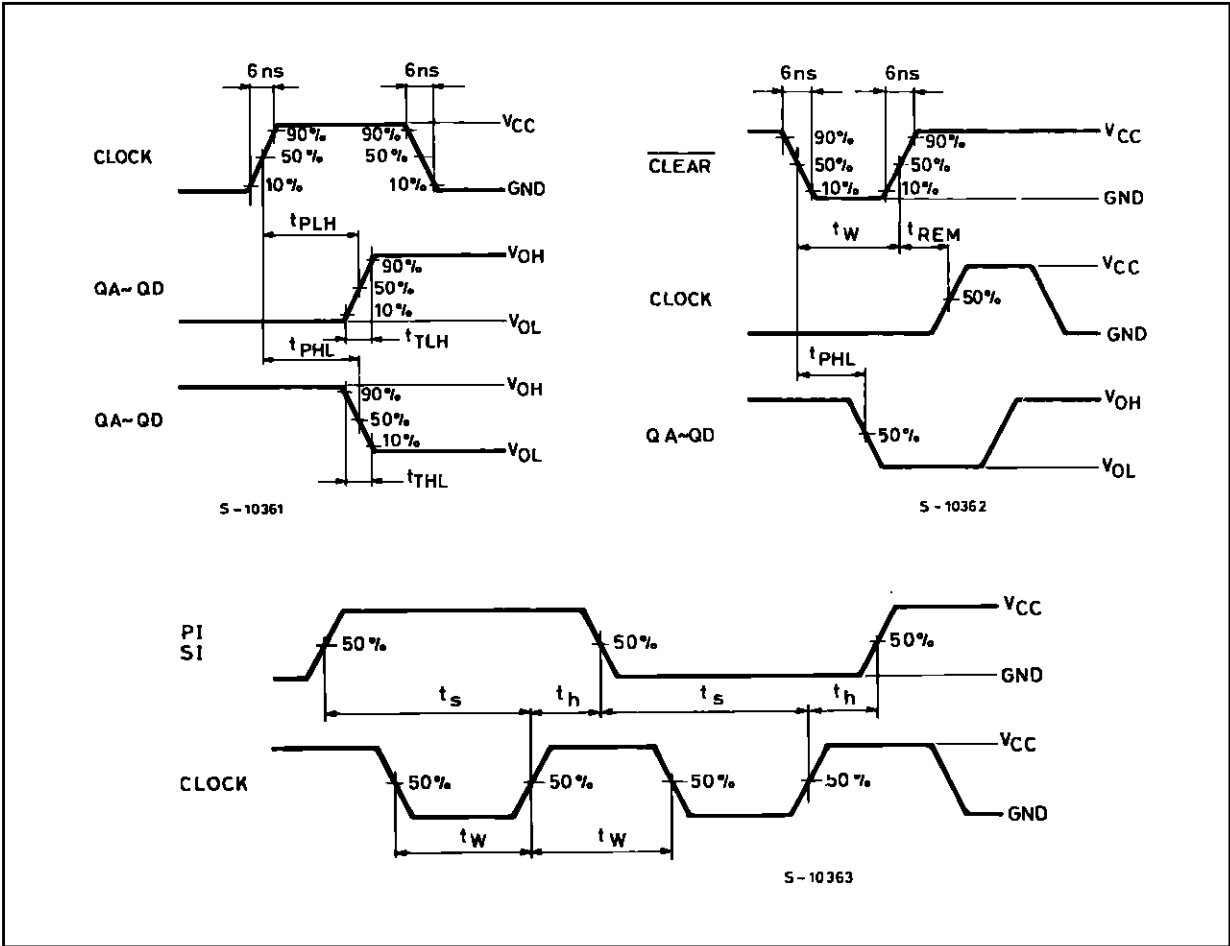 6ns 6ns
VCC
90% 90%
CLOCK 50% 50%
10% 10% GND
tPLH
VOH
90%
QA~QD 50%
10%
VOL
tTLH
tPHL
VOH
90%
QA~QD 50%
10%
VOL
tTHL
S-10361
6ns 6ns
VCC
90% 90%
CLEAR 50% 50%
10% 10%
GND
tW tREM
VCC
CLOCK 50%
GND
tPHL
VOH
QA~QD 50%
VOL
S-10362
VCC
PI
SI 50% 50% 50%
GND
ts th ts th
VCC
CLOCK 50% 50% 50% 50%
GND
tW tW
S-10363